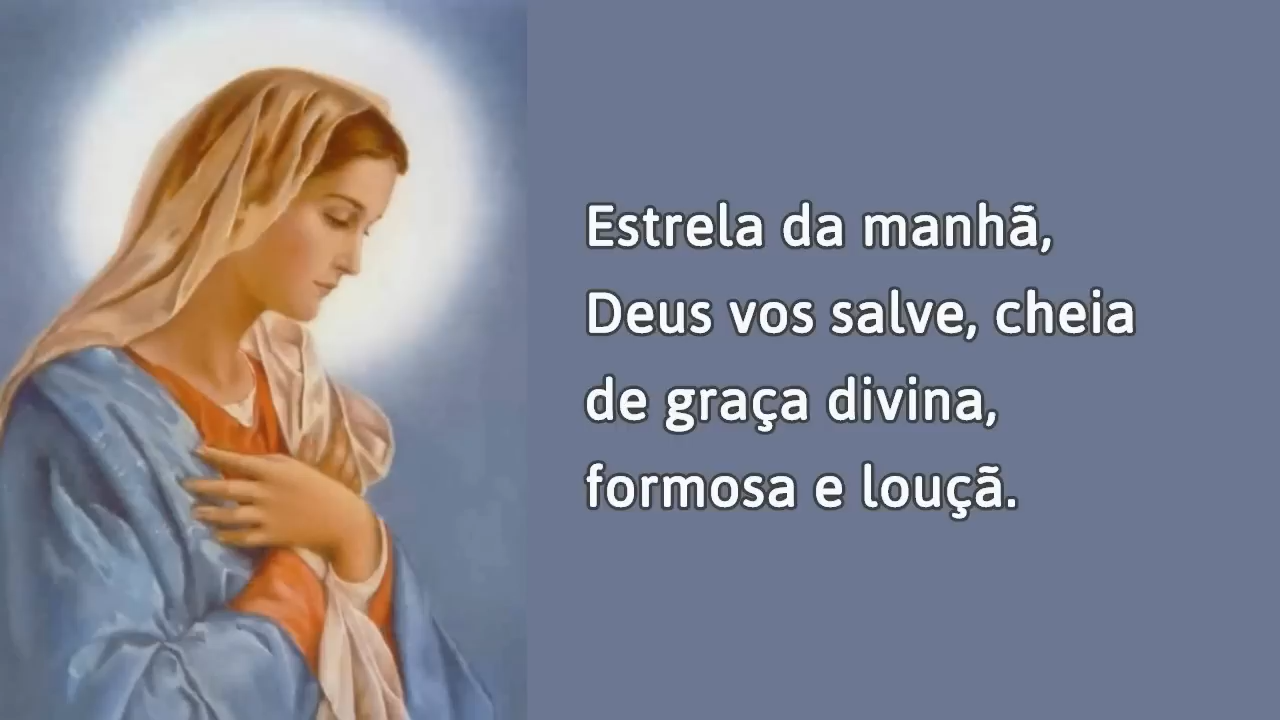 Estrela da manhã,
Deus vos salve, cheia
de graça divina,
formosa e louçã.